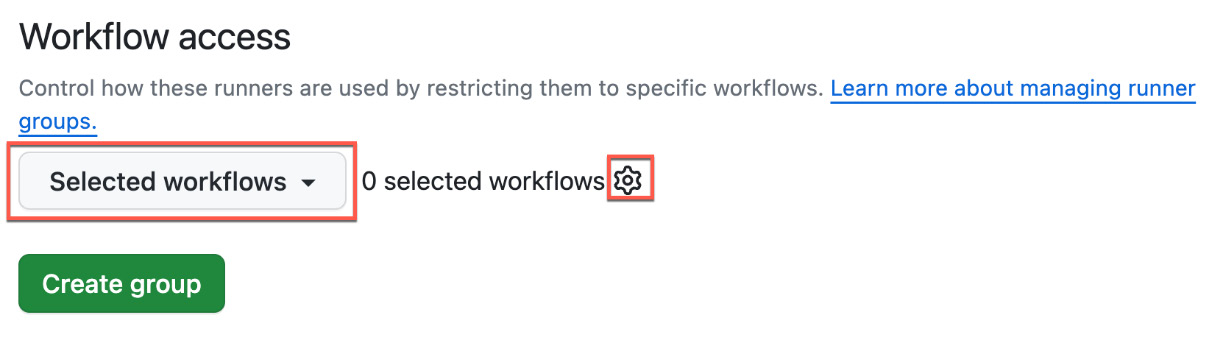 Workflow access
Control how these runners are used by restricting them to specific workflows. Learn more about managing runner
groups.
Selected workflows 0 selected workflows
Create group